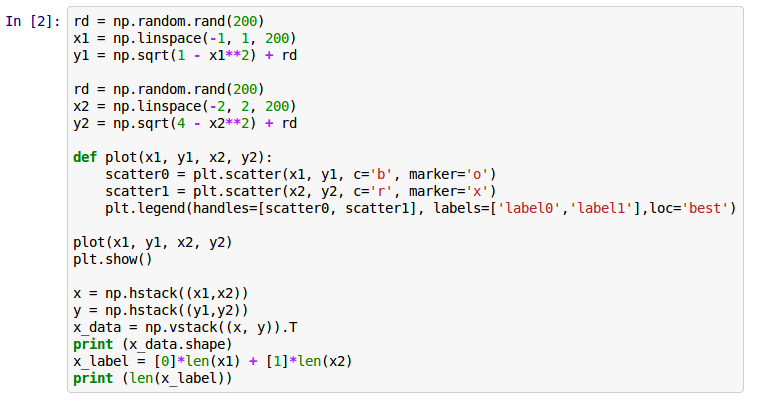 In [2]: rd = np.random.rand(200)
x1 = np.linspace(-1, 1, 200)
y1 = np.sqrt(1 - x1**2) + rd

rd = np.random.rand(200)
x2 = np.linspace(-2, 2, 200)
y2 = np.sqrt(4 - x2**2) + rd

def plot(x1, y1, x2, y2):
    scatter0 = plt.scatter(x1, y1, c='b', marker='o')
    scatter1 = plt.scatter(x2, y2, c='r', marker='x')
    plt.legend(handles=[scatter0, scatter1], labels=['label0','label1'],loc='best')

plot(x1, y1, x2, y2)
plt.show()

x = np.hstack((x1,x2))
y = np.hstack((y1,y2))
x_data = np.vstack((x, y)).T
print (x_data.shape)
x_label = [0]*len(x1) + [1]*len(x2)
print (len(x_label))